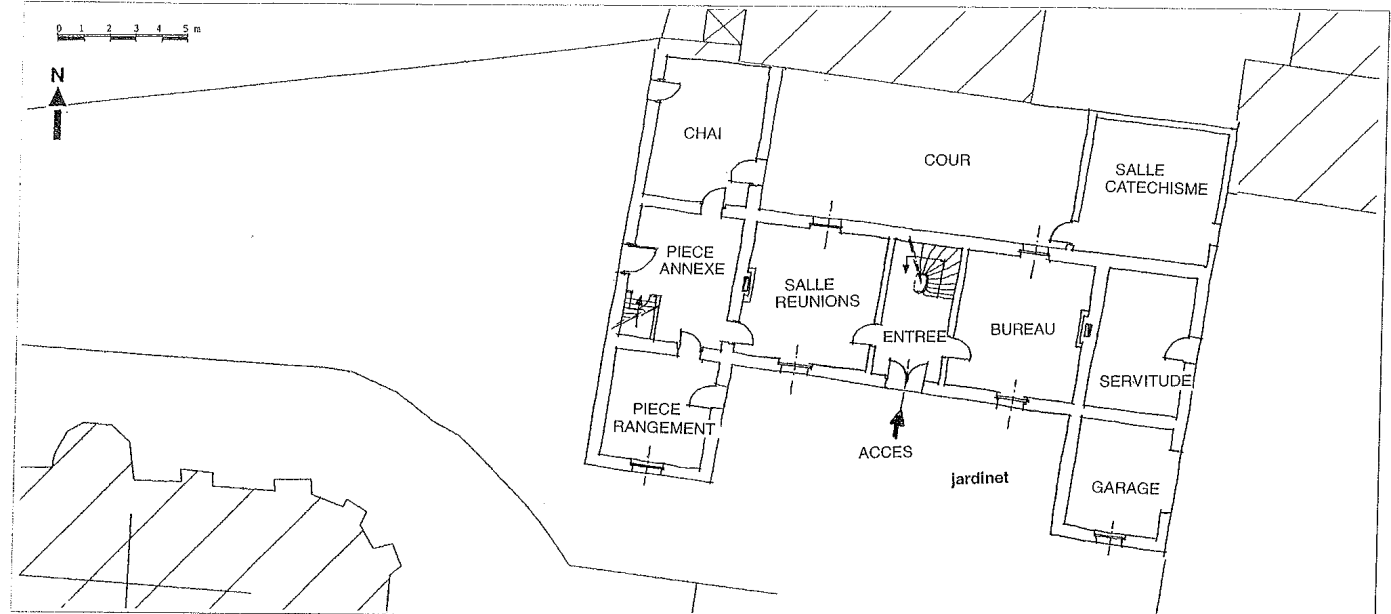 0 1 2 3 4 5 m
N
CHAI
COUR
SALLE
CATECHISME
PIECE
ANNEXE
SALLE
REUNIONS
ENTREE
BUREAU
SERVITUDE
PIECE
RANGEMENT
ACCES
jardinet
GARAGE